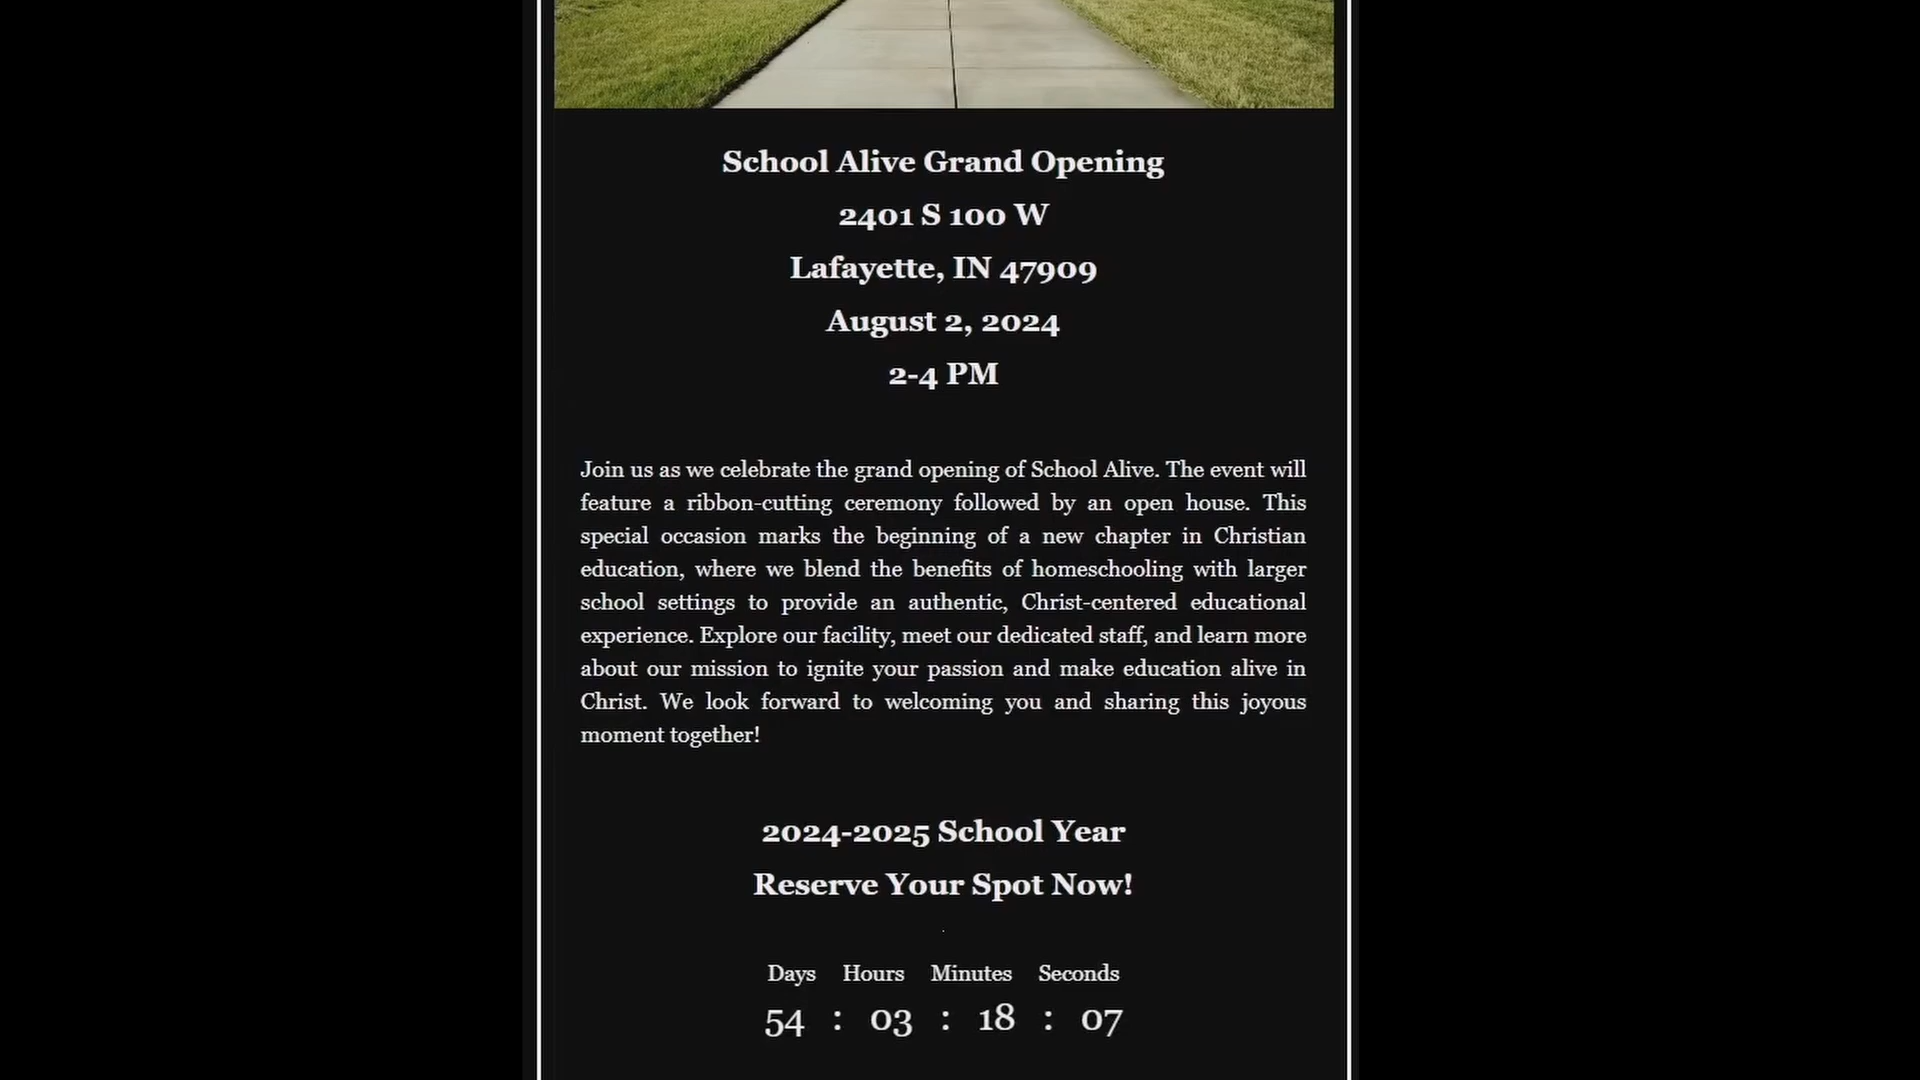 School Alive Grand Opening
2401 S 100 W
Lafayette, IN 47909
August 2, 2024
2-4 PM
Join us as we celebrate the grand opening of School Alive. The event will
feature a ribbon-cutting ceremony followed by an open house. This
special occasion marks the beginning of a new chapter in Christian
education, where we blend the benefits of homeschooling with larger
school settings to provide an authentic, Christ-centered educational
experience. Explore our facility, meet our dedicated staff, and learn more
about our mission to ignite your passion and make education alive in
Christ. We look forward to welcoming you and sharing this joyous
moment together!
2024-2025 School Year
Reserve Your Spot Now!
.
Days Hours Minutes Seconds
54 : 03 : 18 : 07